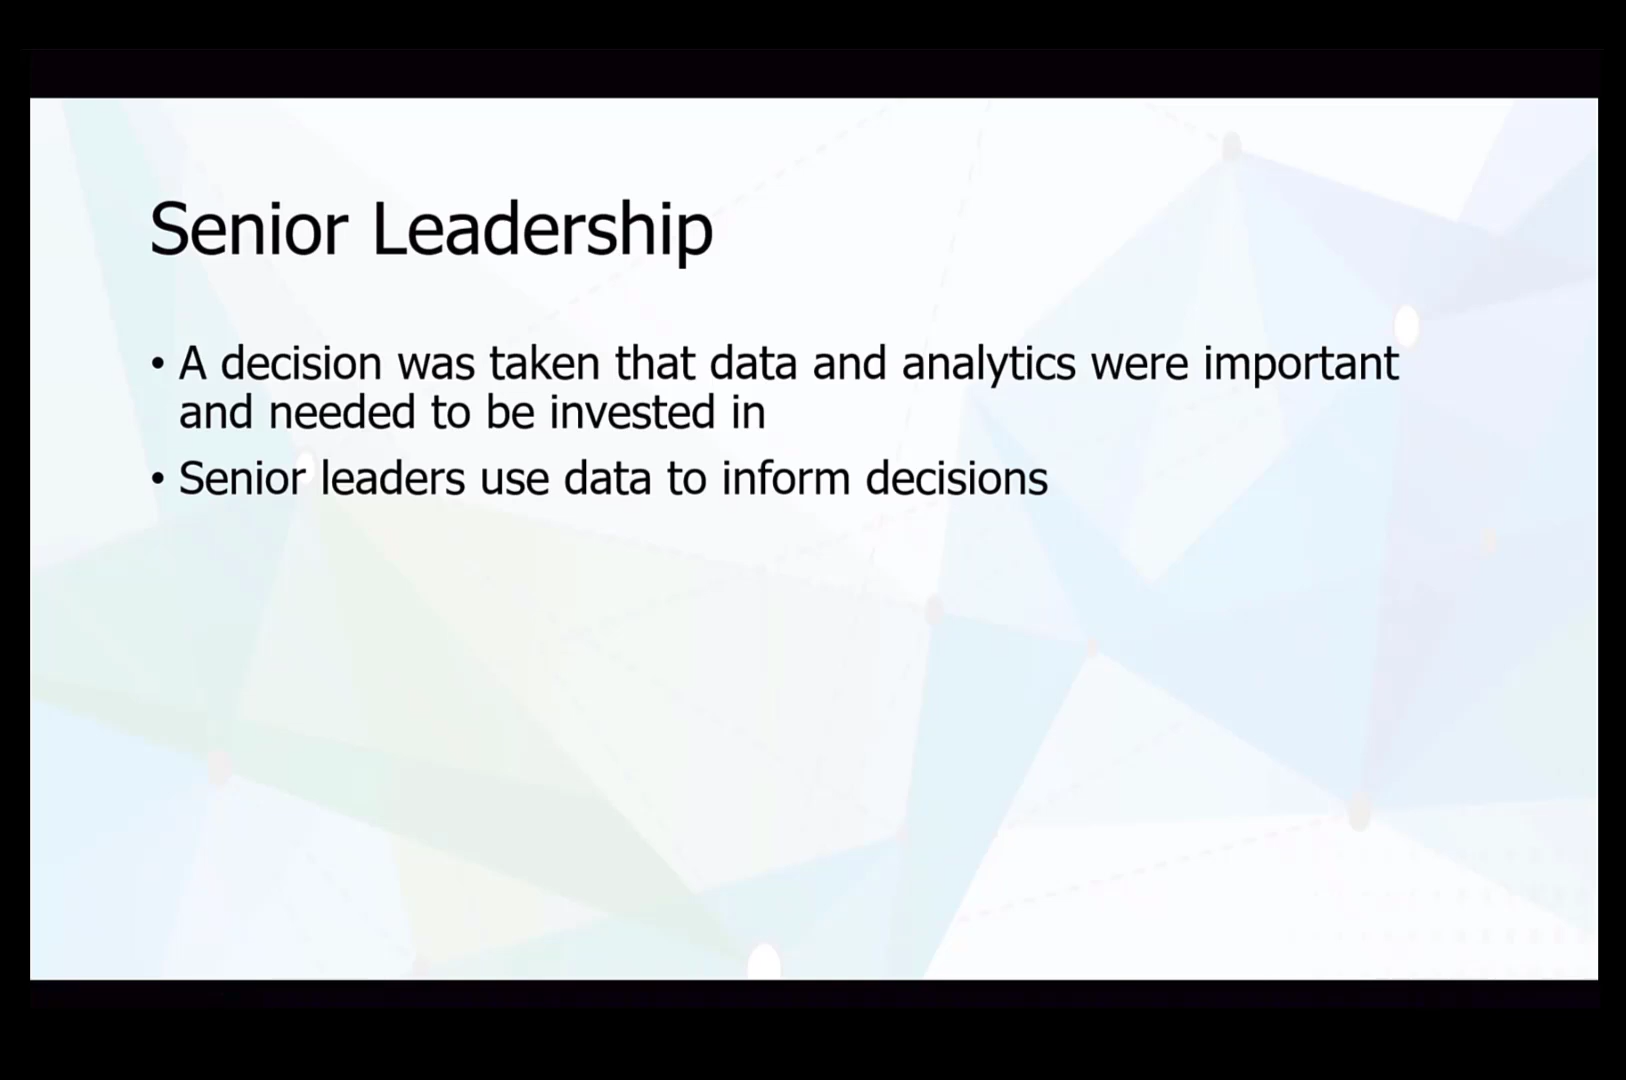 Senior Leadership
• A decision was taken that data and analytics were important
and needed to be invested in
• Senior leaders use data to inform decisions